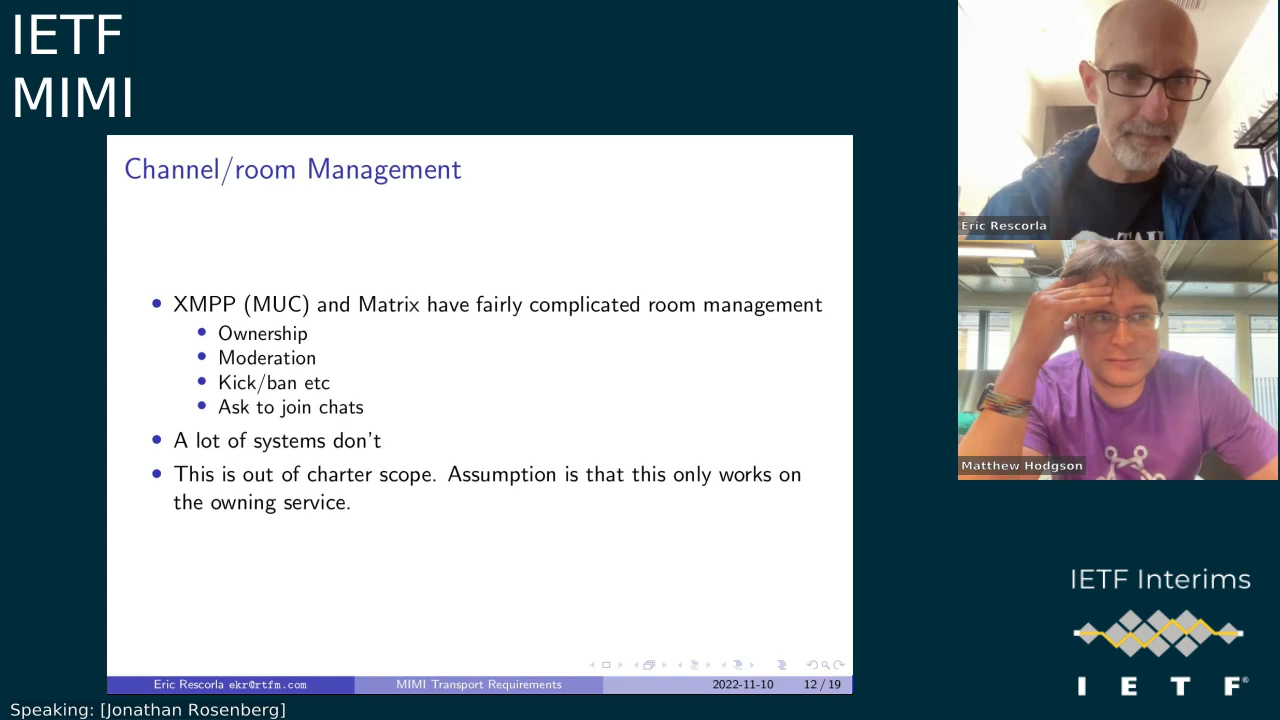 IETF
MIMI
Channel/room Management
• XMPP (MUC) and Matrix have fairly complicated room management
• Ownership
• Moderation
• Kick/ban etc
• Ask to join chats
• A lot of systems don't
• This is out of charter scope. Assumption is that this only works on
the owning service.
Eric Rescorla ekr@rtfm.com MIMI Transport Requirements 2022-11-10 12 / 19
Eric Rescorla
Matthew Hodgson
IETF Interims
I E T F®
Speaking: [Jonathan Rosenberg]